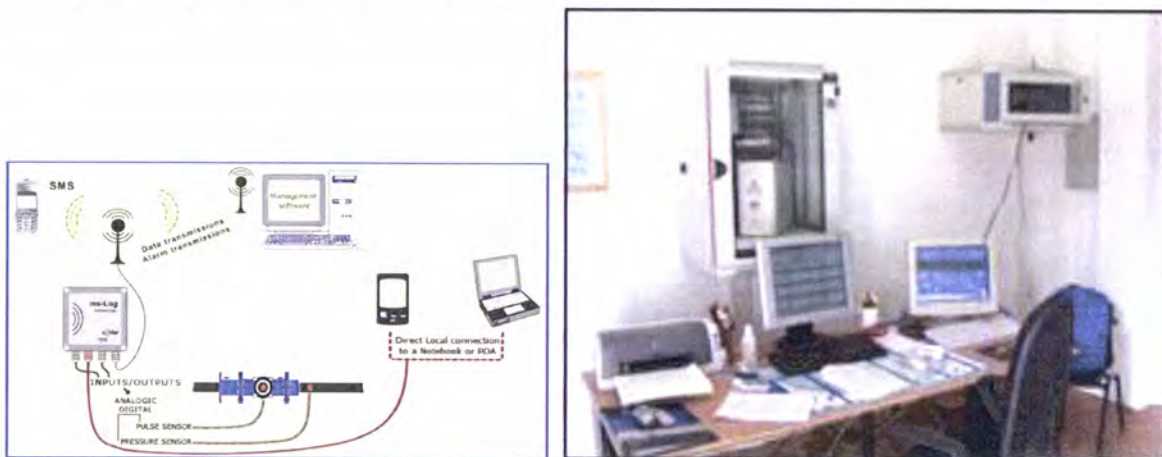 SMS
Management
software
Data transmissions
Alarm transmissions
ms-Log
Direct Local connection
to a Notebook or PDA
INPUTS/OUTPUTS
ANALOGIC
DIGITAL
PULSE SENSOR
PRESSURE SENSOR